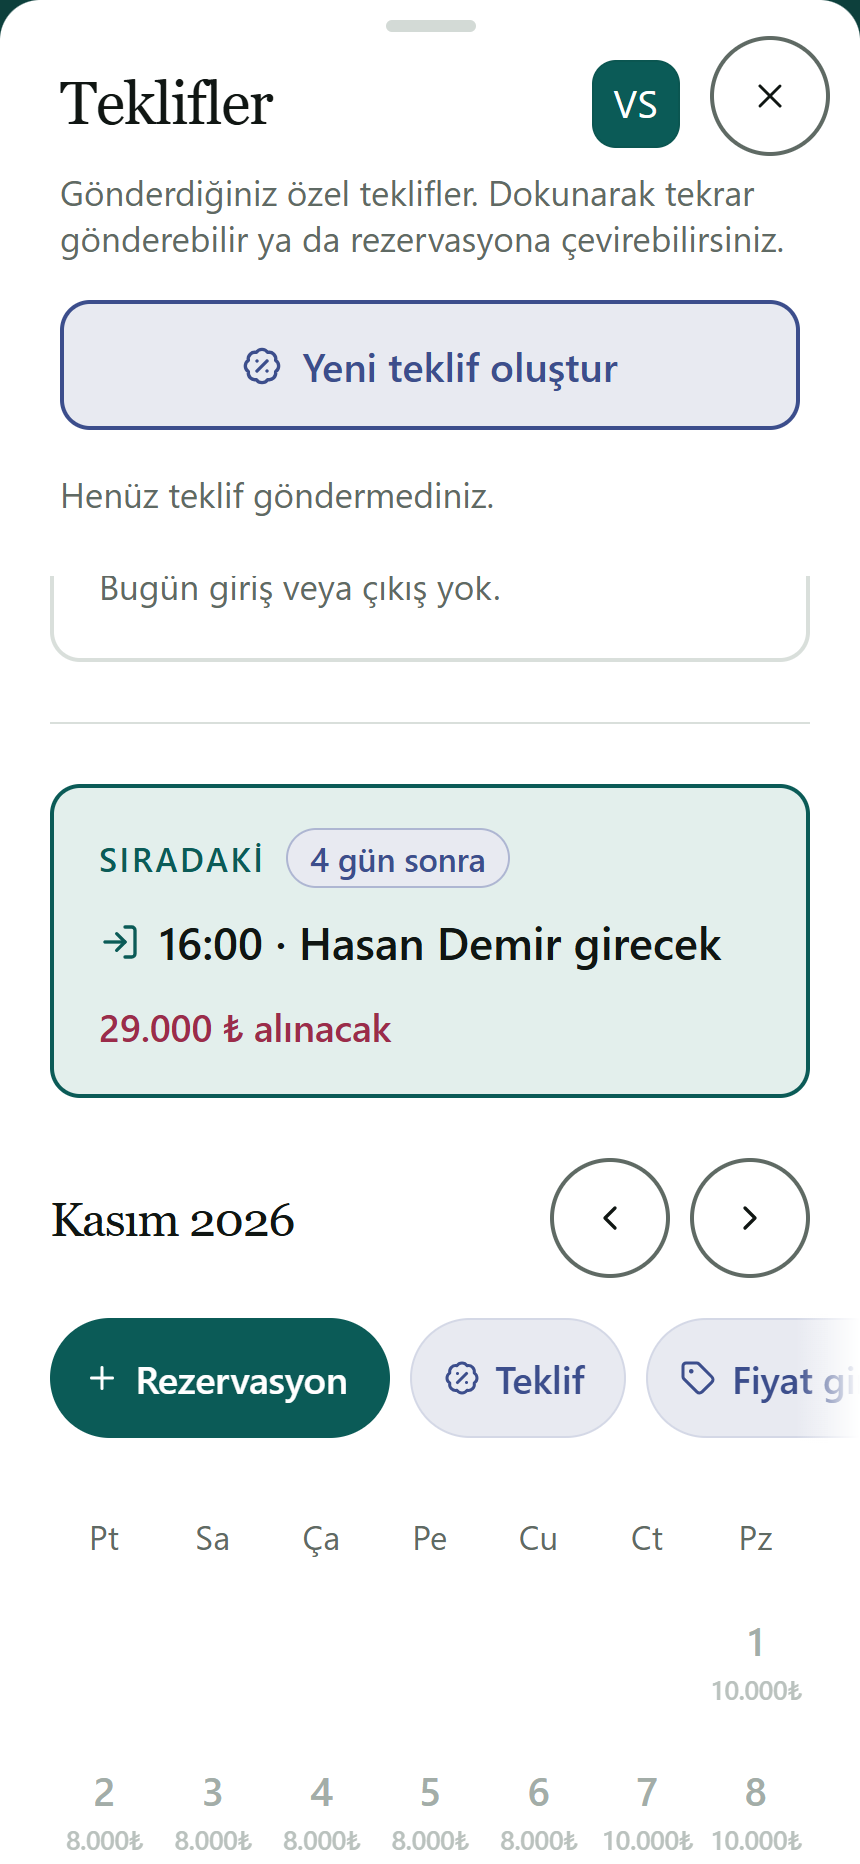 Teklifler
VS
Gönderdiğiniz özel teklifler. Dokunarak tekrar
gönderebilir ya da rezervasyona çevirebilirsiniz.
Yeni teklif oluştur
Henüz teklif göndermediniz.
Bugün giriş veya çıkış yok.
SIRADAKİ 4 gün sonra
16:00 · Hasan Demir girecek
29.000 ₺ alınacak
Kasım 2026
Rezervasyon Teklif Fiyat
Pt Sa Ça Pe Cu Ct Pz
1
10.000₺
2 3 4 5 6 7 8
8.000₺ 8.000₺ 8.000₺ 8.000₺ 8.000₺ 10.000₺ 10.000₺